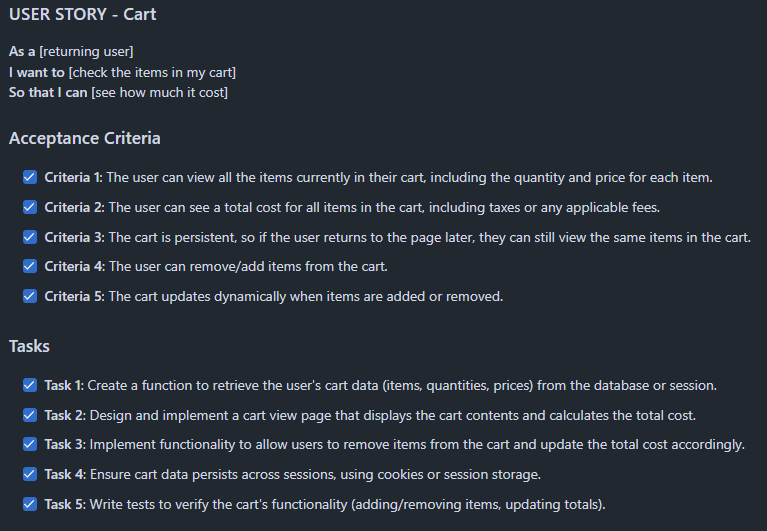 USER STORY - Cart
As a [returning user]
I want to [check the items in my cart]
So that I can [see how much it cost]
Acceptance Criteria
Criteria 1: The user can view all the items currently in their cart, including the quantity and price for each item.
Criteria 2: The user can see a total cost for all items in the cart, including taxes or any applicable fees.
Criteria 3: The cart is persistent, so if the user returns to the page later, they can still view the same items in the cart.
Criteria 4: The user can remove/add items from the cart.
Criteria 5: The cart updates dynamically when items are added or removed.
Tasks
Task 1: Create a function to retrieve the user's cart data (items, quantities, prices) from the database or session.
Task 2: Design and implement a cart view page that displays the cart contents and calculates the total cost.
Task 3: Implement functionality to allow users to remove items from the cart and update the total cost accordingly.
Task 4: Ensure cart data persists across sessions, using cookies or session storage.
Task 5: Write tests to verify the cart's functionality (adding/removing items, updating totals).